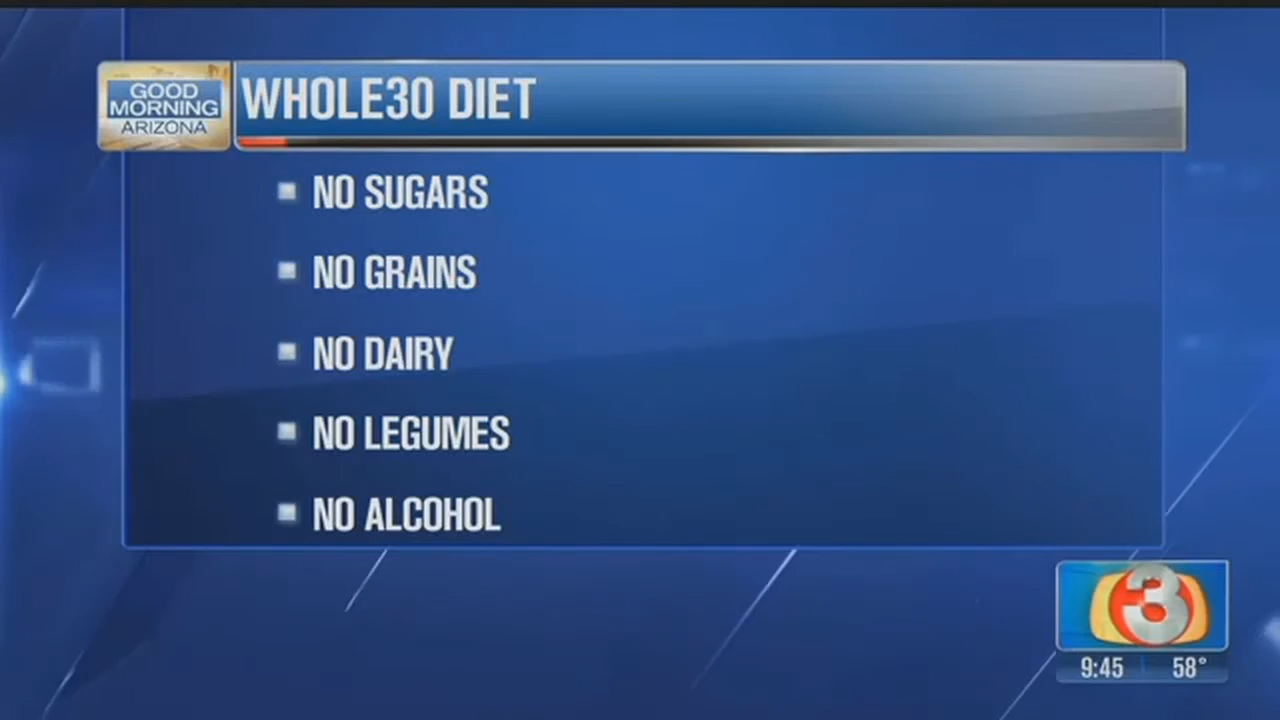 GOOD
MORNING
ARIZONA
WHOLE30 DIET
NO SUGARS
NO GRAINS
NO DAIRY
NO LEGUMES
NO ALCOHOL
3
9:45 58°